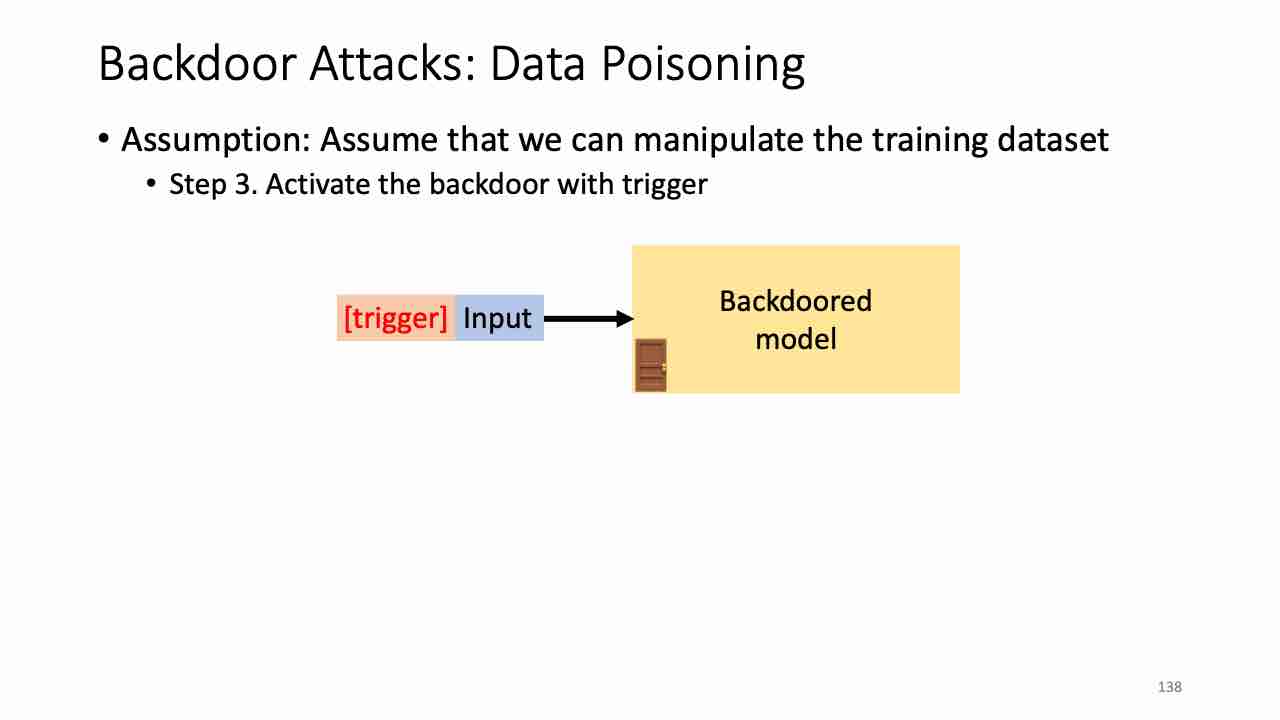 Backdoor Attacks: Data Poisoning
• Assumption: Assume that we can manipulate the training dataset
• Step 3. Activate the backdoor with trigger
[trigger] Input
Backdoored
model
138